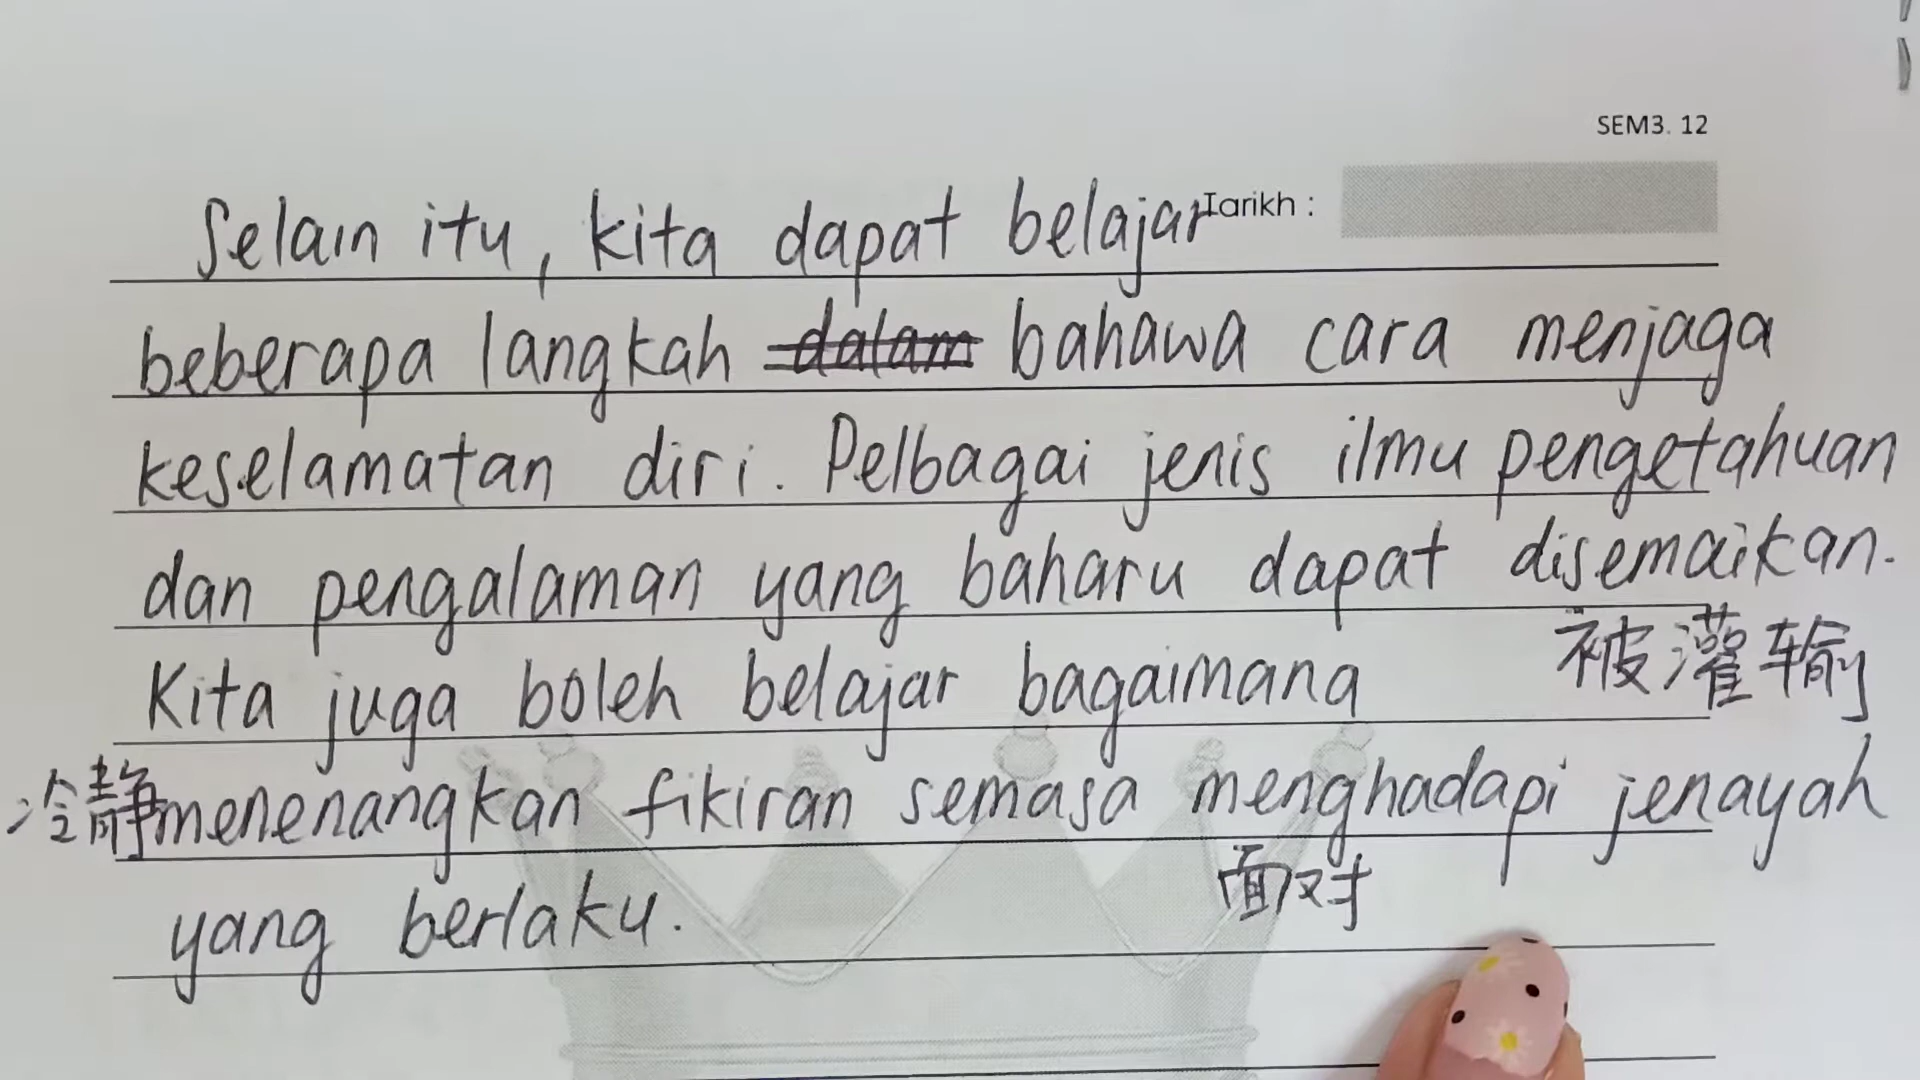 SEM3. 12
Tarikh :
Selain itu, kita dapat belajar
beberapa langkah dalam bahawa cara menjaga
keselamatan diri. Pelbagai jenis ilmu pengetahuan
dan pengalaman yang baharu dapat disemaikan.
被灌输
Kita juga boleh belajar bagaimana
冷静 menenangkan fikiran semasa menghadapi jenayah
面对
yang berlaku.